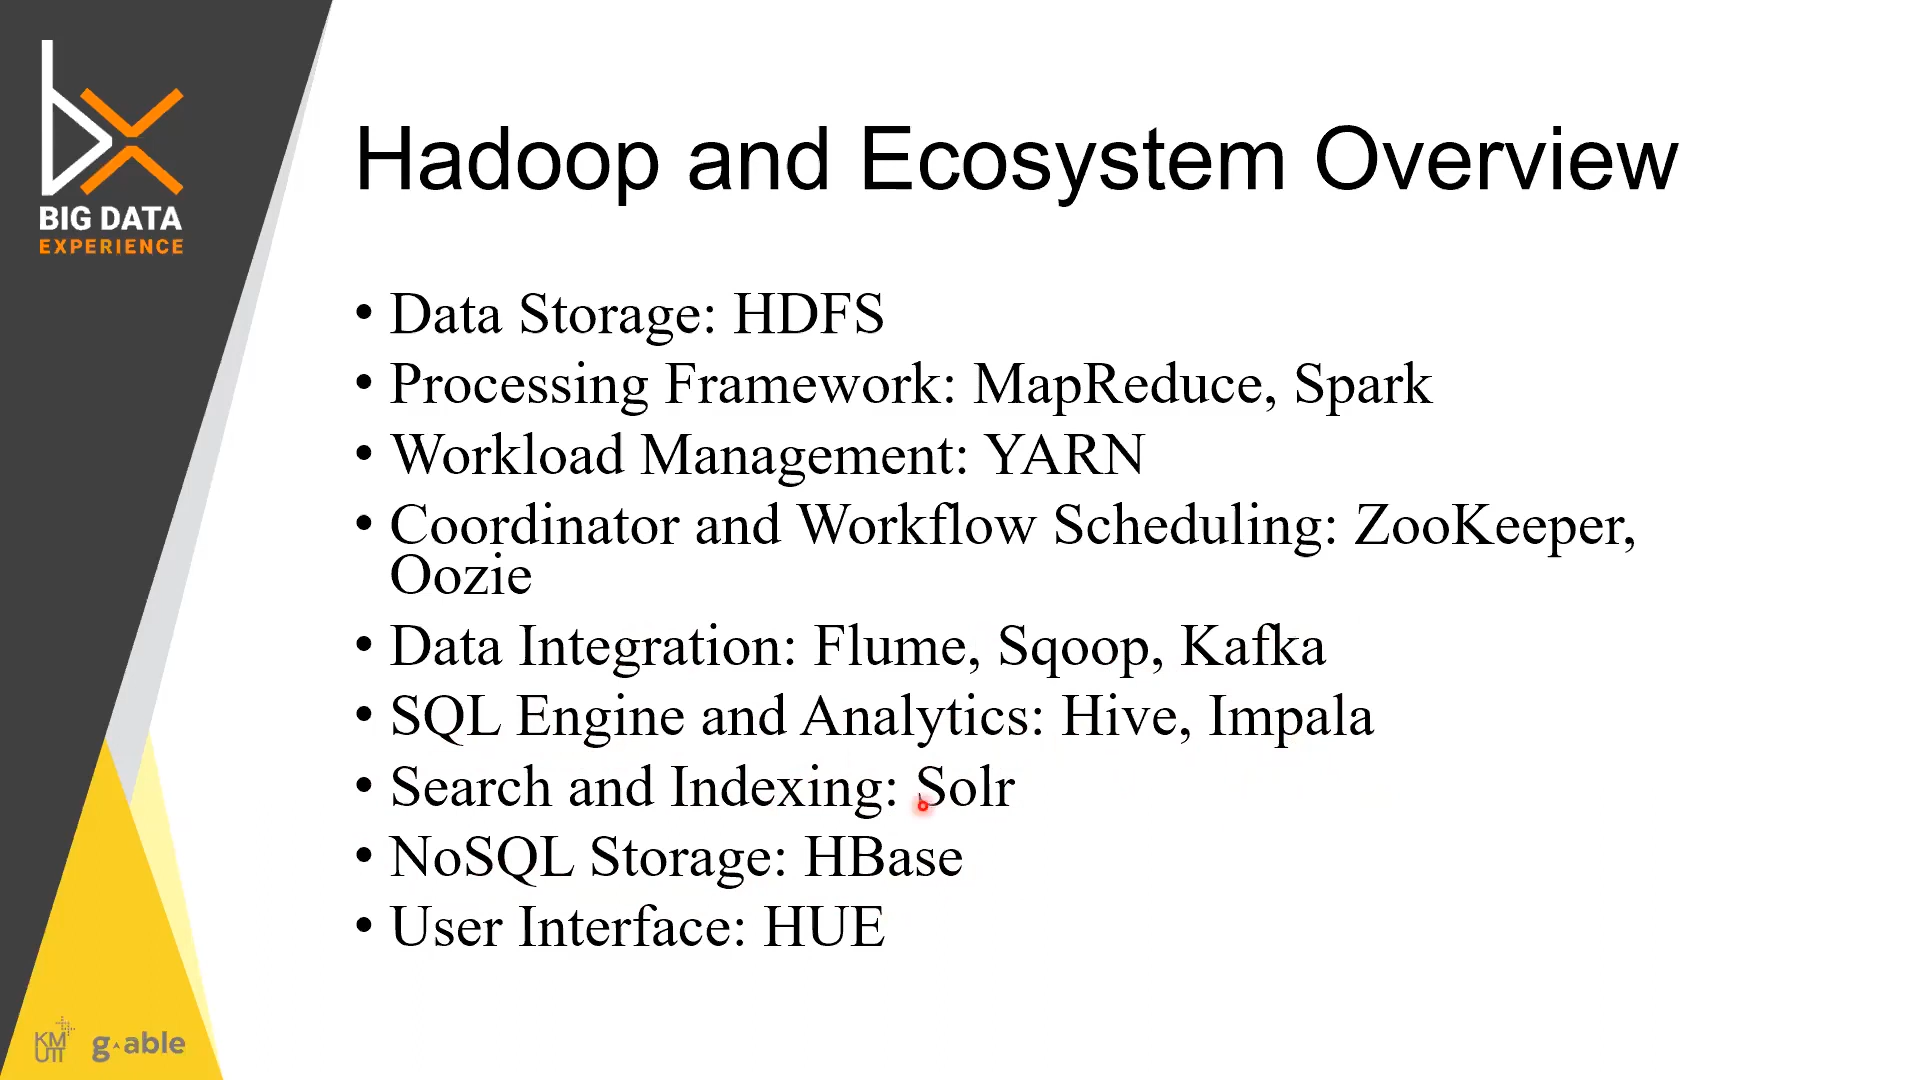 BIG DATA
EXPERIENCE
Hadoop and Ecosystem Overview
• Data Storage: HDFS
• Processing Framework: MapReduce, Spark
• Workload Management: YARN
• Coordinator and Workflow Scheduling: ZooKeeper,
Oozie
• Data Integration: Flume, Sqoop, Kafka
• SQL Engine and Analytics: Hive, Impala
• Search and Indexing: Solr
• NoSQL Storage: HBase
• User Interface: HUE
KM
UTT
g-able